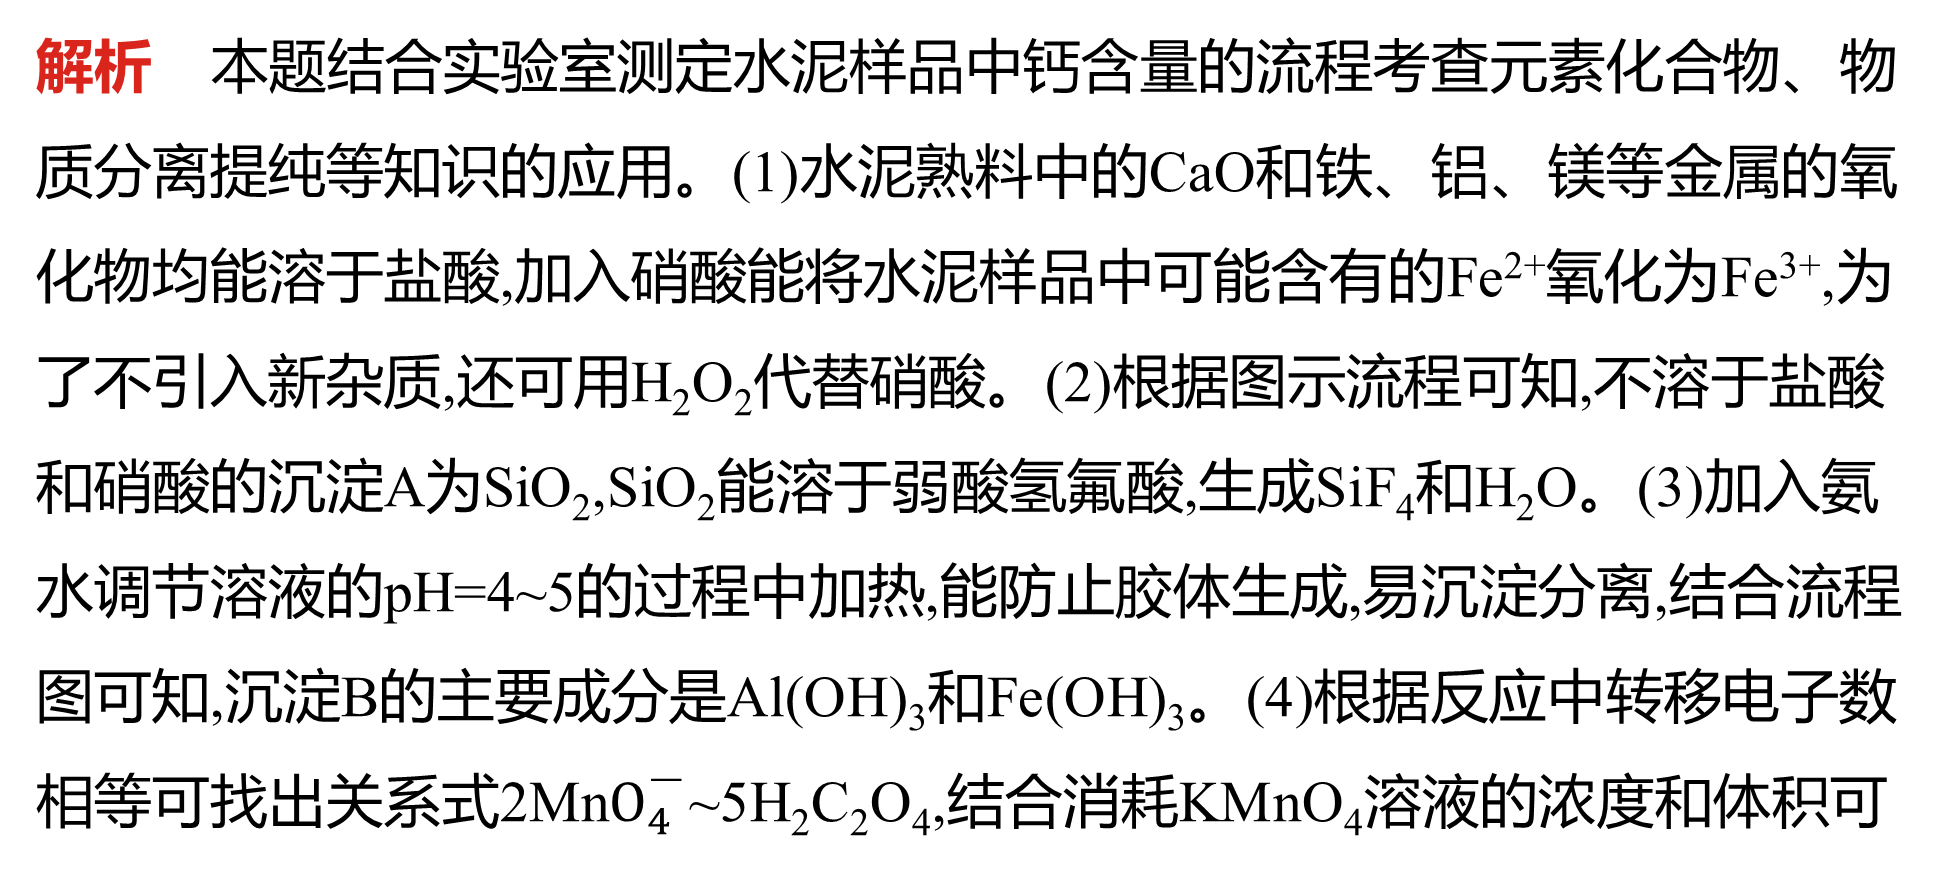 解析 本题结合实验室测定水泥样品中钙含量的流程考查元素化合物、物
质分离提纯等知识的应用。(1)水泥熟料中的CaO和铁、铝、镁等金属的氧
化物均能溶于盐酸,加入硝酸能将水泥样品中可能含有的Fe²⁺氧化为Fe³⁺,为
了不引入新杂质,还可用H₂O₂代替硝酸。(2)根据图示流程可知,不溶于盐酸
和硝酸的沉淀A为SiO₂,SiO₂能溶于弱酸氢氟酸,生成SiF₄和H₂O。(3)加入氨
水调节溶液的pH=4~5的过程中加热,能防止胶体生成,易沉淀分离,结合流程
图可知,沉淀B的主要成分是Al(OH)₃和Fe(OH)₃。(4)根据反应中转移电子数
相等可找出关系式2MnO₄⁻~5H₂C₂O₄,结合消耗KMnO₄溶液的浓度和体积可